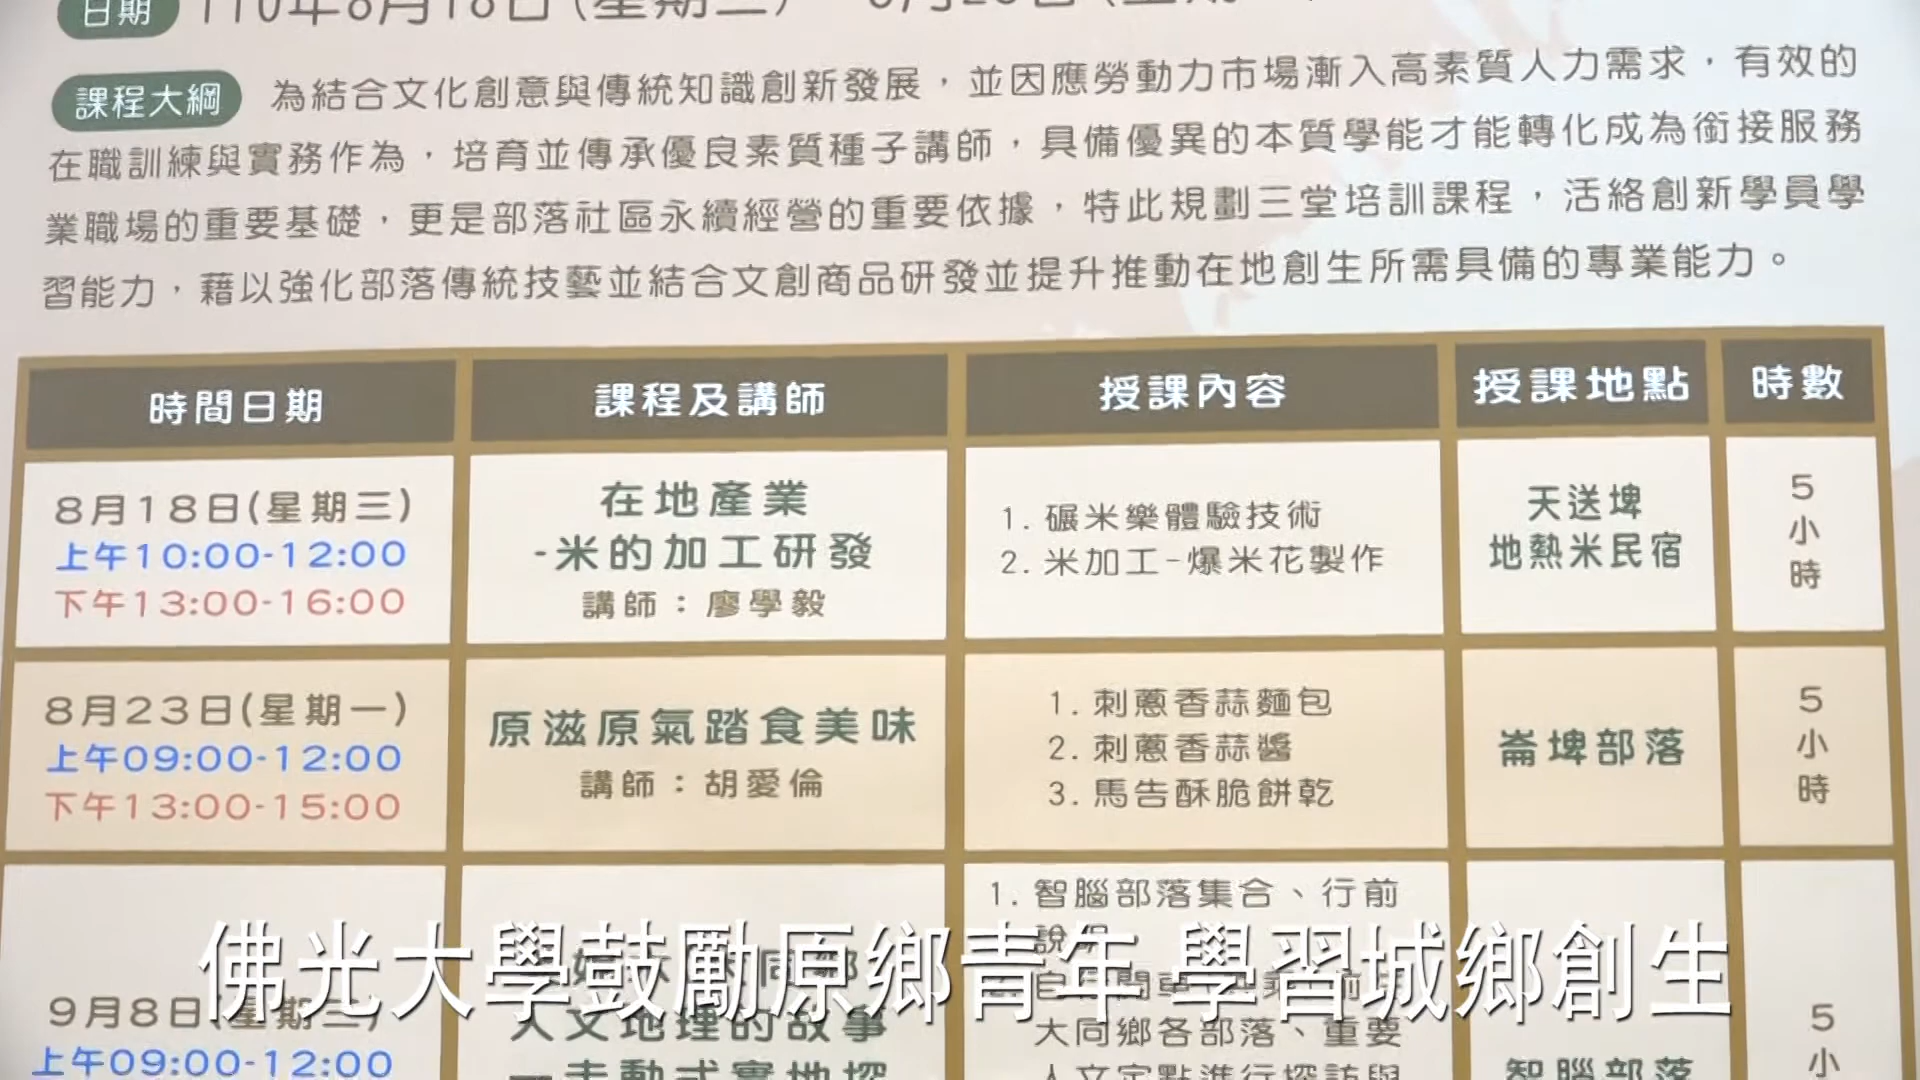 日期
課程大綱 為結合文化創意與傳統知識創新發展，並因應勞動力市場漸入高素質人力需求，有效的
在職訓練與實務作為，培育並傳承優良素質種子講師，具備優異的本質學能才能轉化成為銜接服務
業職場的重要基礎，更是部落社區永續經營的重要依據，特此規劃三堂培訓課程，活絡創新學員學
習能力，藉以強化部落傳統技藝並結合文創商品研發並提升推動在地創生所需具備的專業能力。
時間日期 課程及講師 授課內容 授課地點 時數
8月18日(星期三)
上午10:00-12:00
下午13:00-16:00
在地產業
-米的加工研發
講師：廖學毅
1. 碾米樂體驗技術
2. 米加工-爆米花製作
天送埤
地熱米民宿
5
小
時
8月23日(星期一)
上午09:00-12:00
下午13:00-15:00
原滋原氣踏食美味
講師：胡愛倫
1. 刺蔥香蒜麵包
2. 刺蔥香蒜醬
3. 馬告酥脆餅乾
崙埤部落
5
小
時
9月8日(星期三)
上午09:00-12:00
人文地理的故事
1. 智腦部落集合、行前
大同鄉各部落、重要
智腦部落
5
小
佛光大學鼓勵原鄉青年 學習城鄉創生